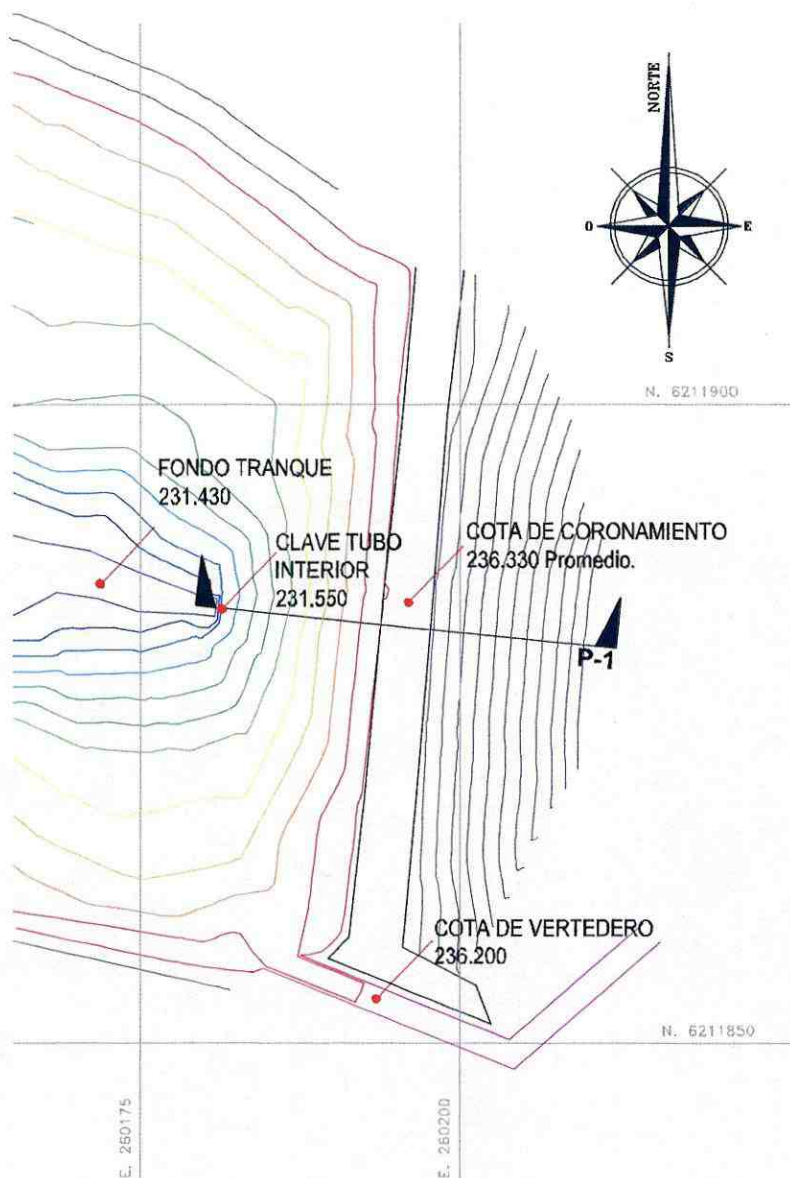 NORTE
O
E
S
N. 6211900
FONDO TRANQUE
231.430
CLAVE TUBO
INTERIOR
231.550
COTA DE CORONAMIENTO
236.330 Promedio.
P-1
COTA DE VERTEDERO
236.200
N. 6211850
E. 260175
E. 260200